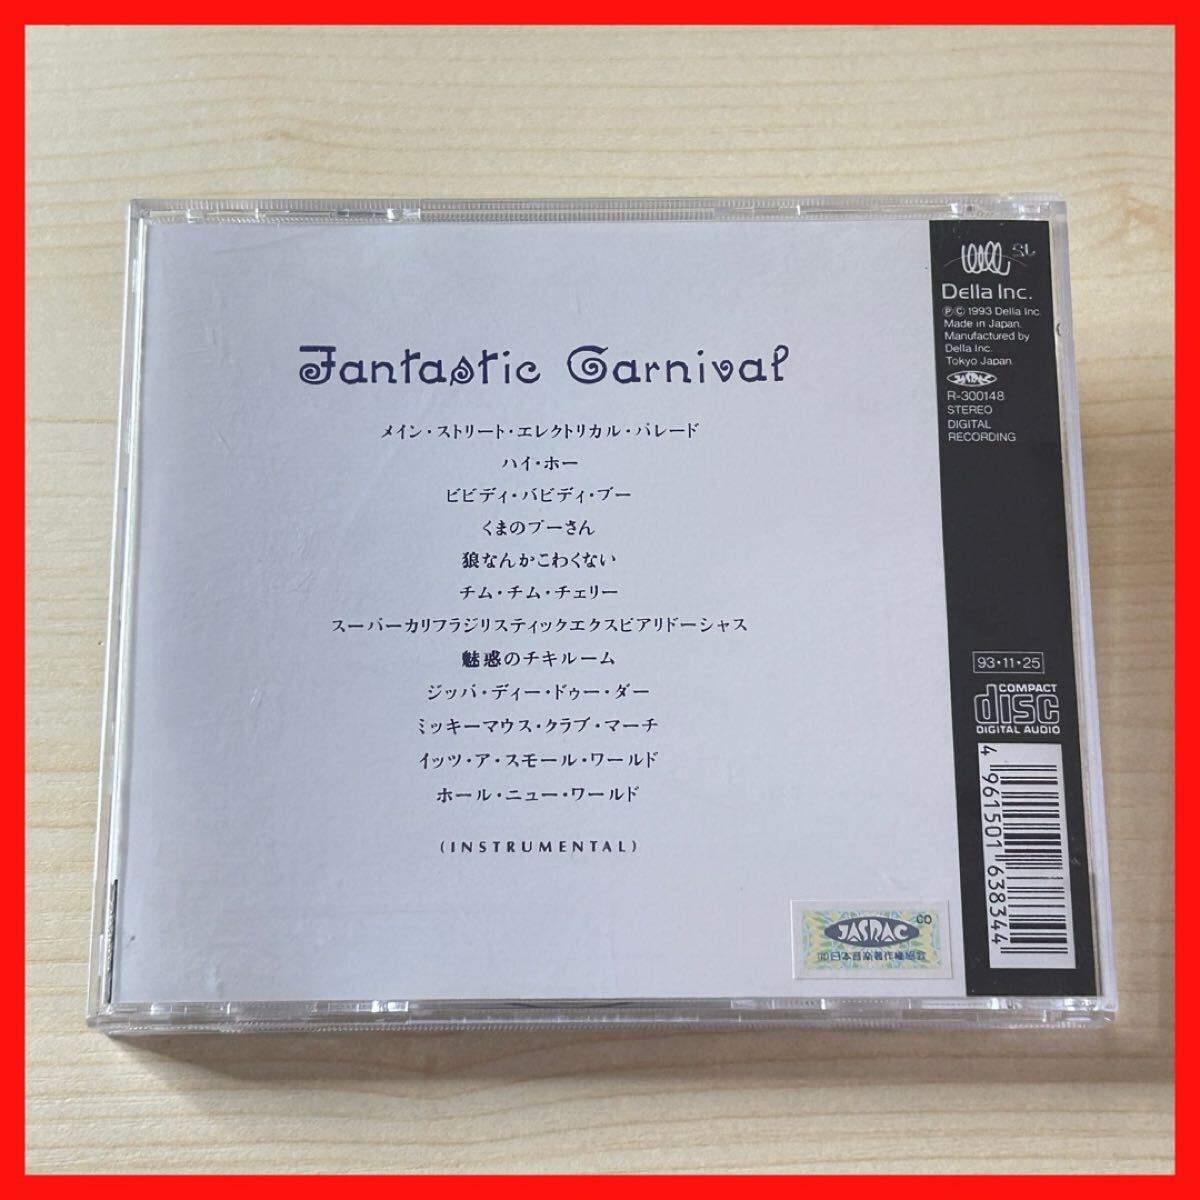 Fantastic Carnival
メイン・ストリート・エレクトリカル・パレード
ハイ・ホー
ビビディ・バビディ・ブー
くまのプーさん
狼なんかこわくない
チム・チム・チェリー
スーパーカリフラジリスティックエクスピアリドーシャス
魅惑のチキルーム
ジッパ・ディー・ドゥー・ダー
ミッキーマウス・クラブ・マーチ
イッツ・ア・スモール・ワールド
ホール・ニュー・ワールド
(INSTRUMENTAL)
Della Inc.
ⓅⒸ 1993 Della Inc.
Made in Japan.
Manufactured by
Della Inc.
Tokyo Japan.
JASRAC
R-300148
STEREO
DIGITAL
RECORDING
93・11・25
COMPACT
disc
DIGITAL AUDIO
4 961501 638344
CD
JASRAC